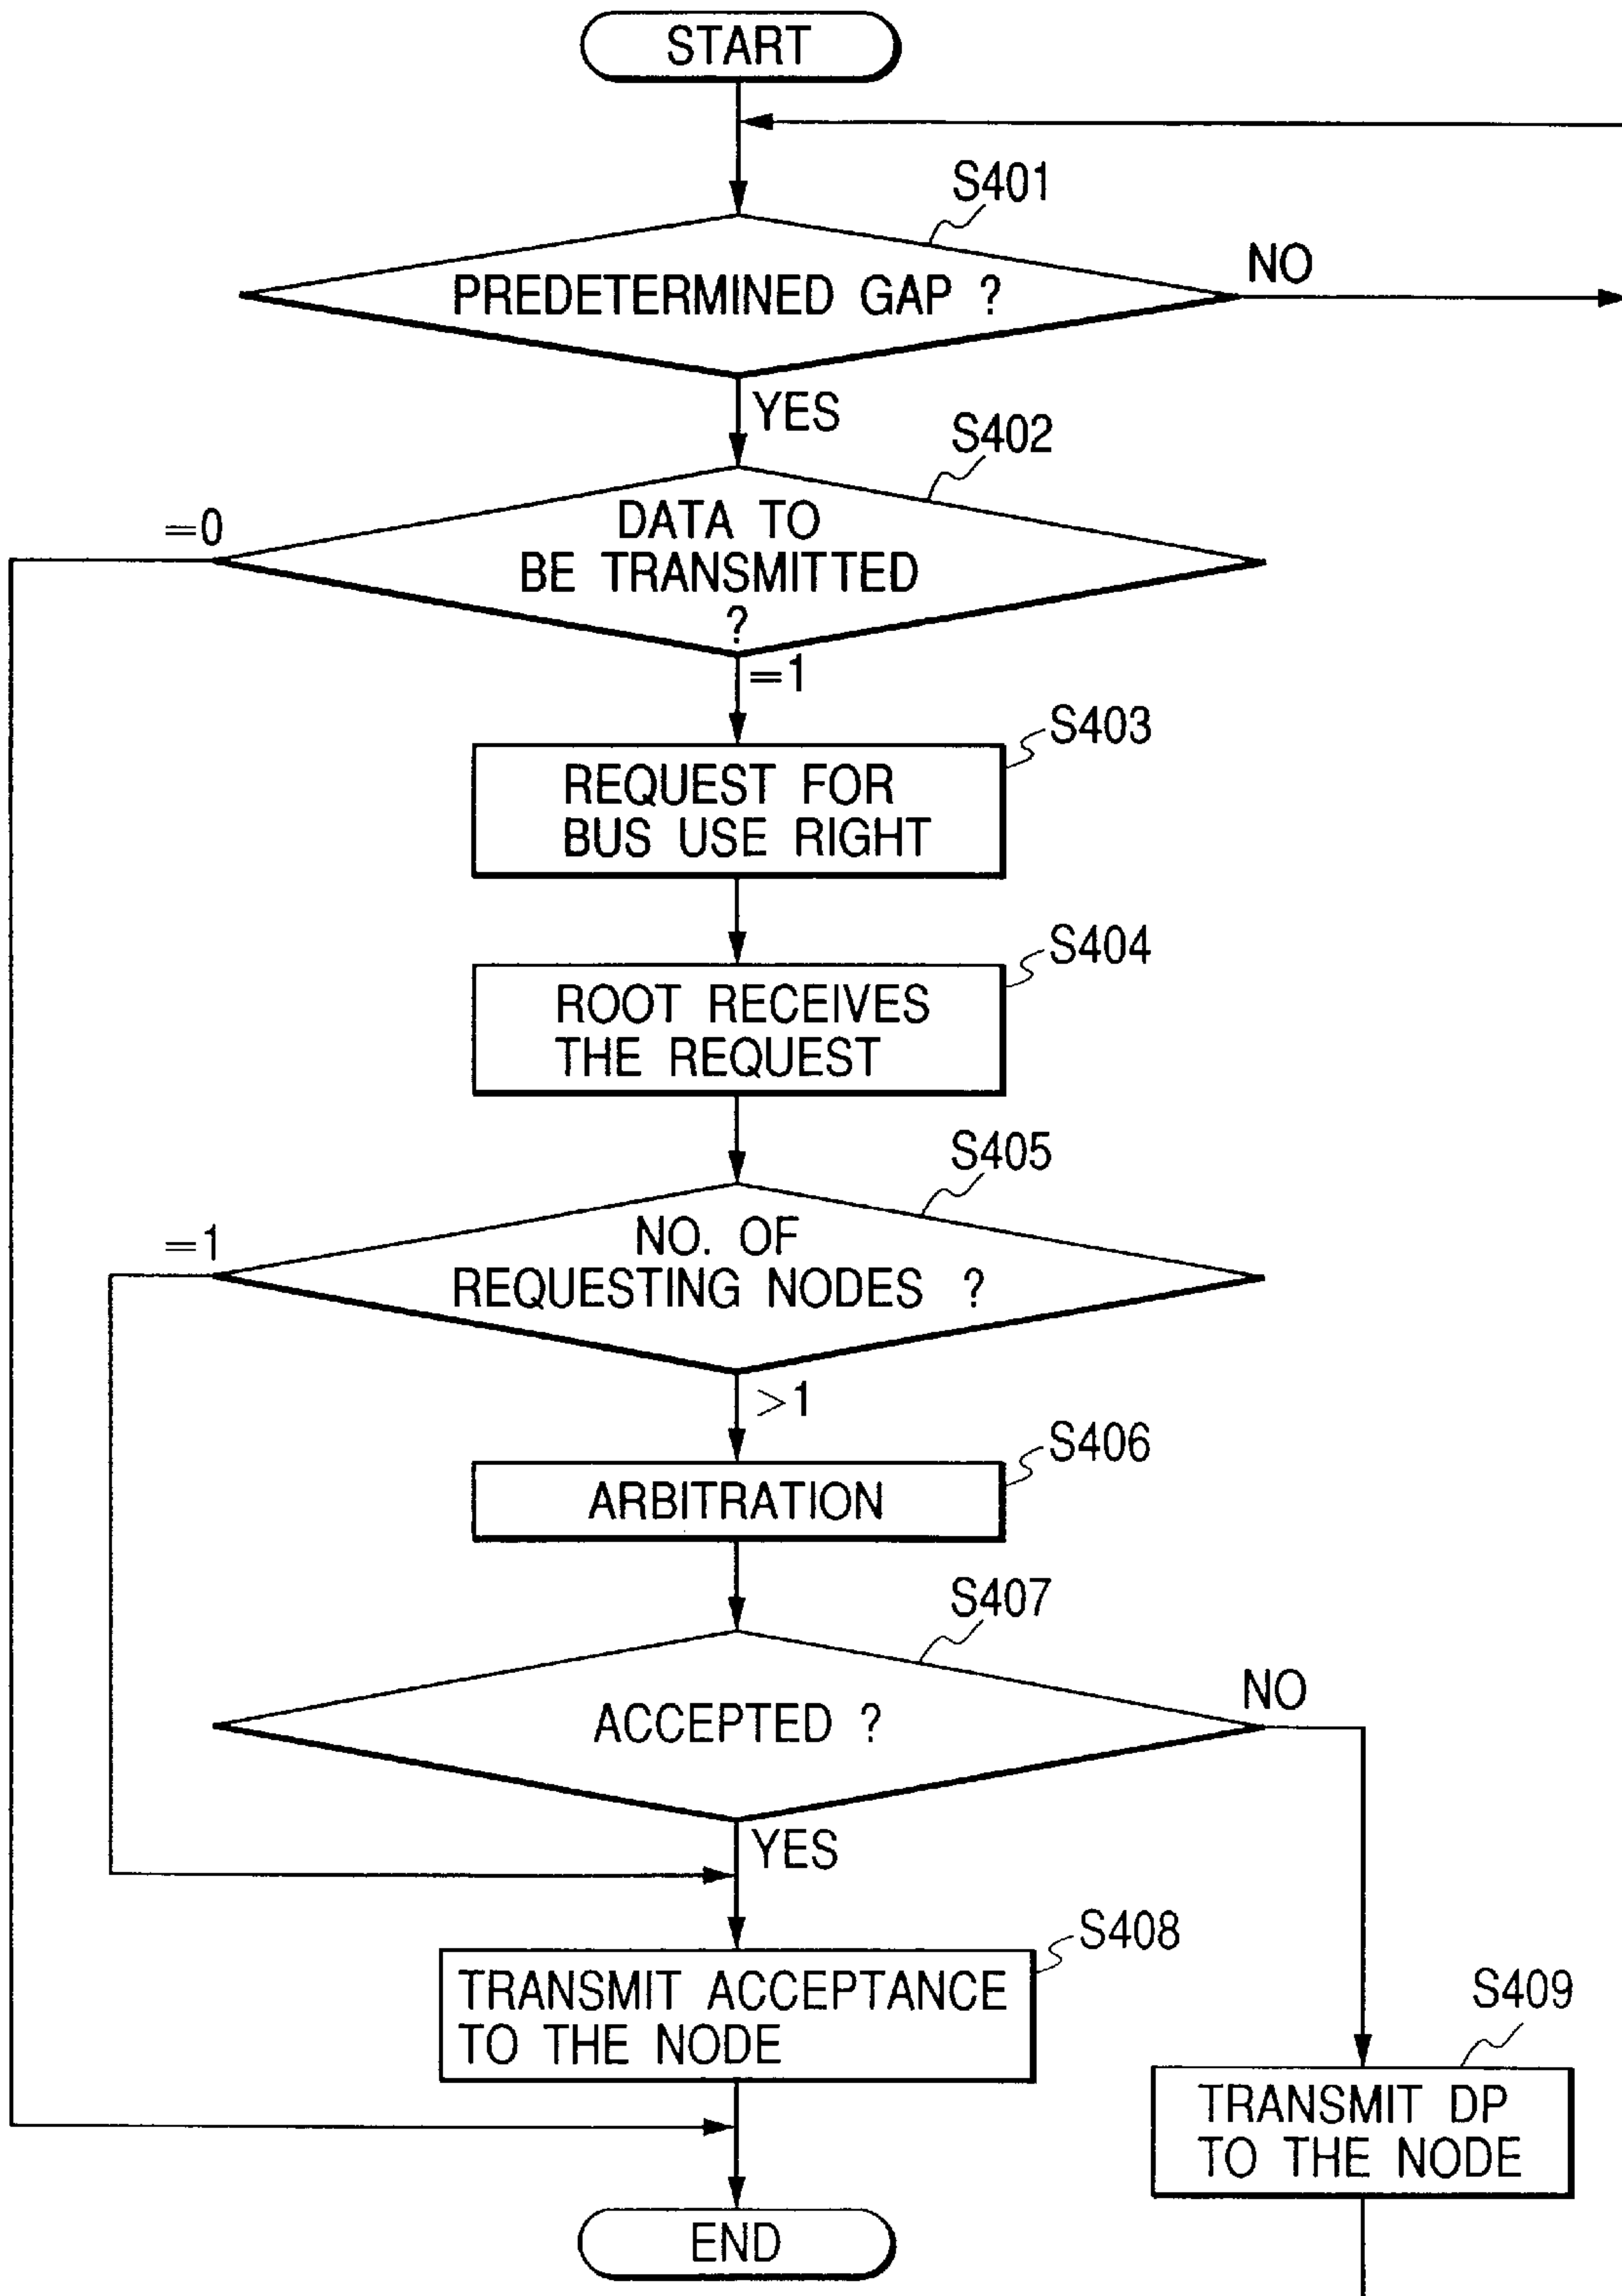 START
S401
PREDETERMINED GAP ?
NO
YES
S402
=0
DATA TO
BE TRANSMITTED
?
=1
S403
REQUEST FOR
BUS USE RIGHT
S404
ROOT RECEIVES
THE REQUEST
S405
=1
NO. OF
REQUESTING NODES ?
>1
S406
ARBITRATION
S407
NO
ACCEPTED ?
YES
S408
TRANSMIT ACCEPTANCE
TO THE NODE
S409
TRANSMIT DP
TO THE NODE
END